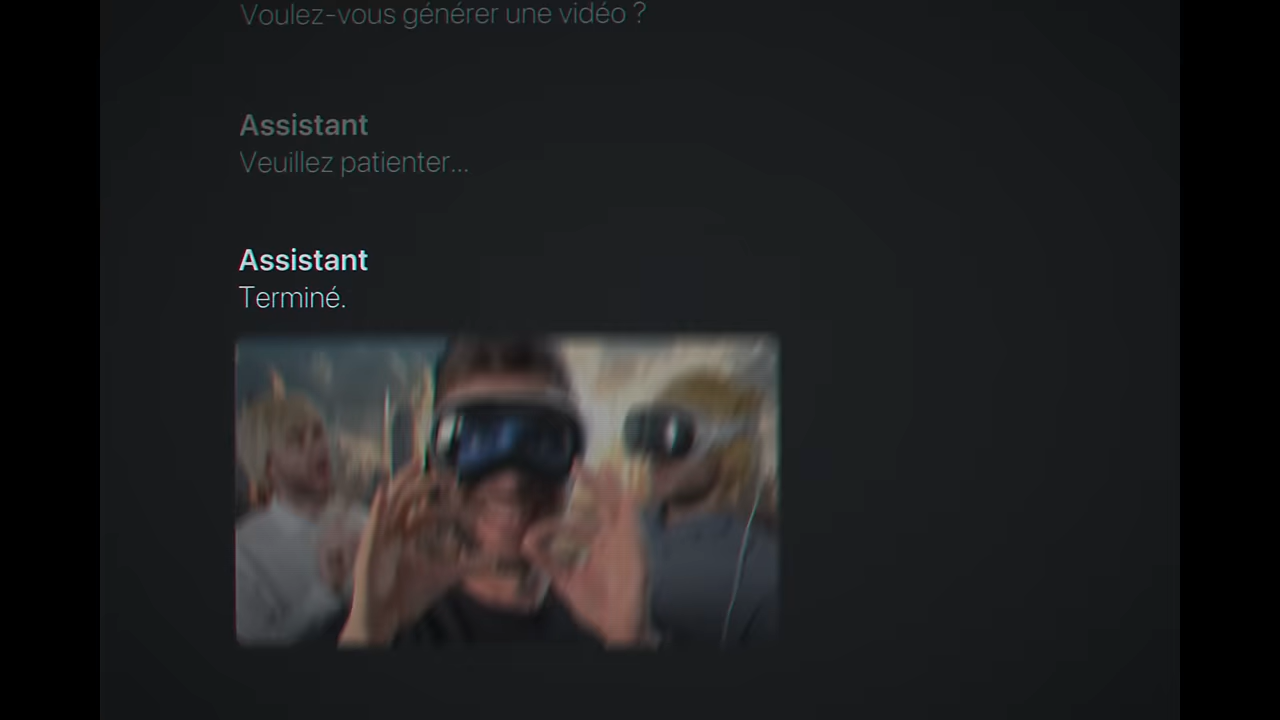 Voulez-vous générer une vidéo ?
Assistant
Veuillez patienter...
Assistant
Terminé.